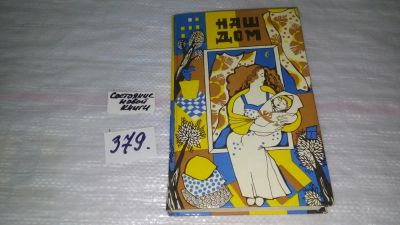 НАШ
ДОМ
Состояние
новой
книги
379.